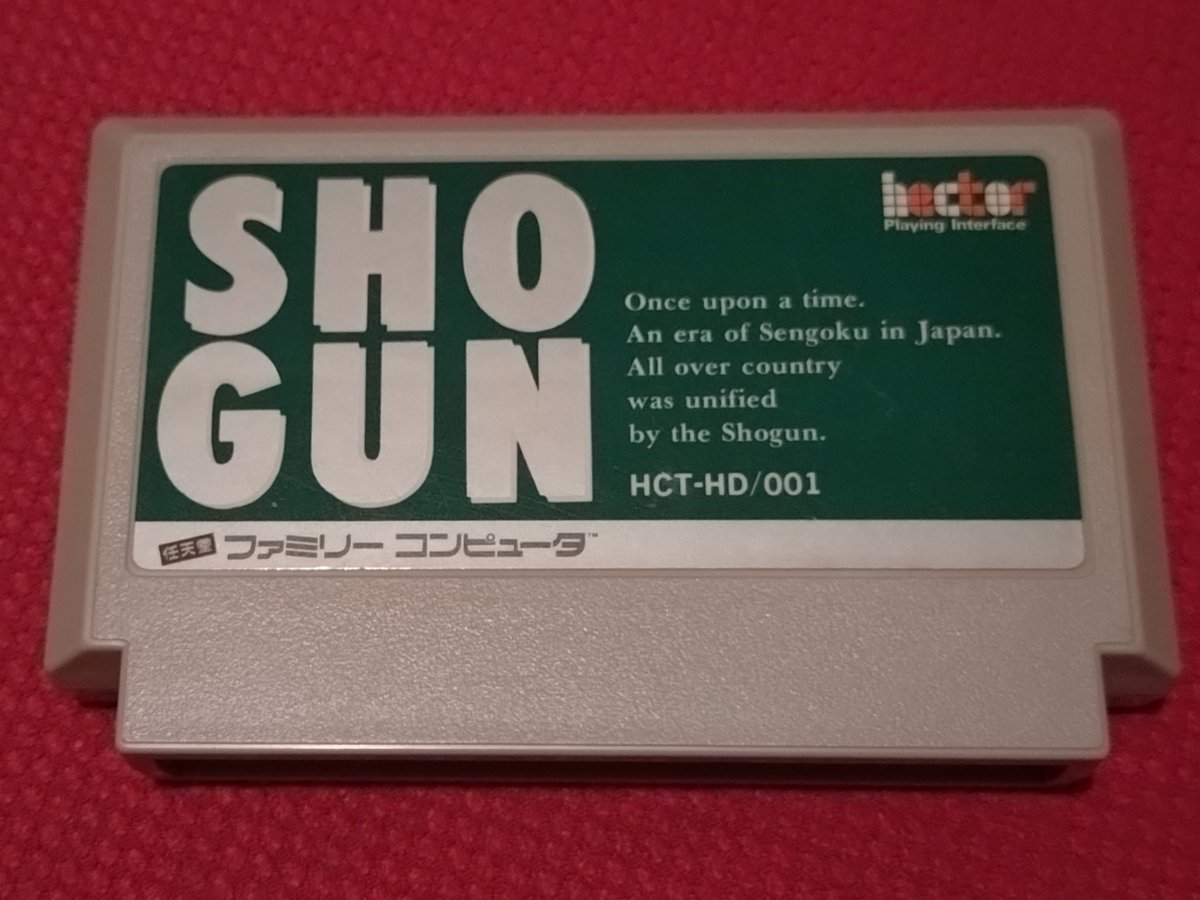 SHO
GUN
hector
Playing Interface
Once upon a time.
An era of Sengoku in Japan.
All over country
was unified
by the Shogun.
HCT-HD/001
任天堂 ファミリー コンピュータ™